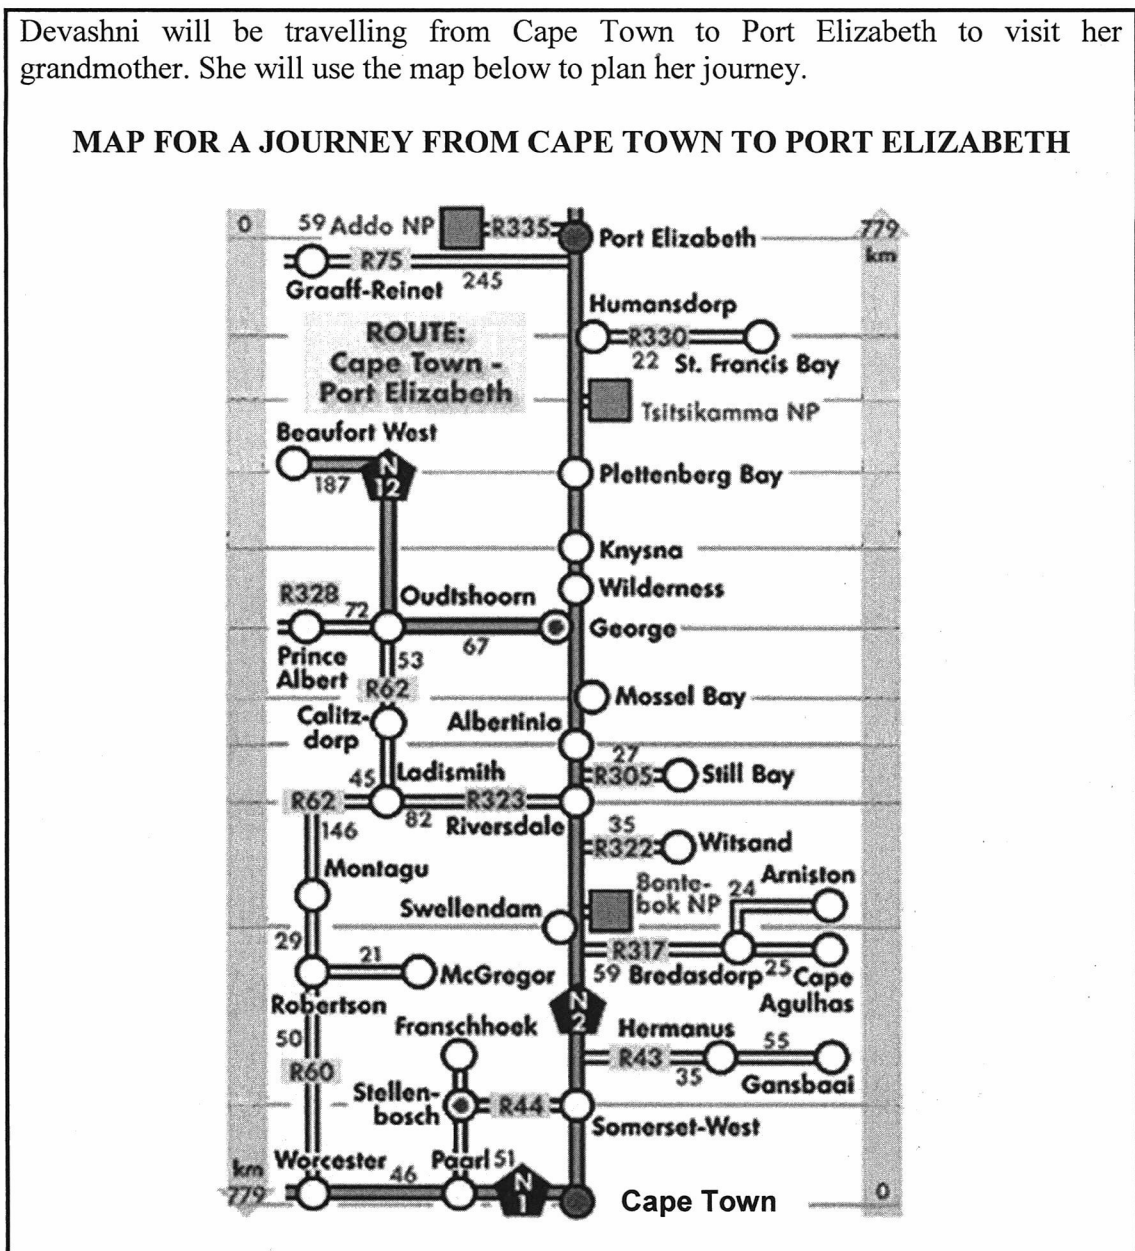 Devashni will be travelling from Cape Town to Port Elizabeth to visit her
grandmother. She will use the map below to plan her journey.
MAP FOR A JOURNEY FROM CAPE TOWN TO PORT ELIZABETH
0
59 Addo NP
R335
Port Elizabeth
779
km
R75
Graaff-Reinet
245
Humansdorp
ROUTE:
Cape Town -
Port Elizabeth
R330
22
St. Francis Bay
Tsitsikamma NP
Beaufort West
187
N
12
Plettenberg Bay
Knysna
Wilderness
R328
72
Oudtshoorn
George
67
Prince
Albert
53
R62
Mossel Bay
Calitz-
dorp
Albertinia
27
R305
Still Bay
45
Ladismith
R62
R323
146
82
Riversdale
35
R322
Witsand
Montagu
Bonte-
bok NP
24
Arniston
Swellendam
29
21
R317
McGregor
59
Bredasdorp
25
Cape
Agulhas
Robertson
N
2
Franschhoek
Hermanus
50
R43
55
35
Gansbaai
R60
Stellen-
bosch
R44
Somerset-West
km
779
Worcester
46
Paarl
51
N
1
Cape Town
0